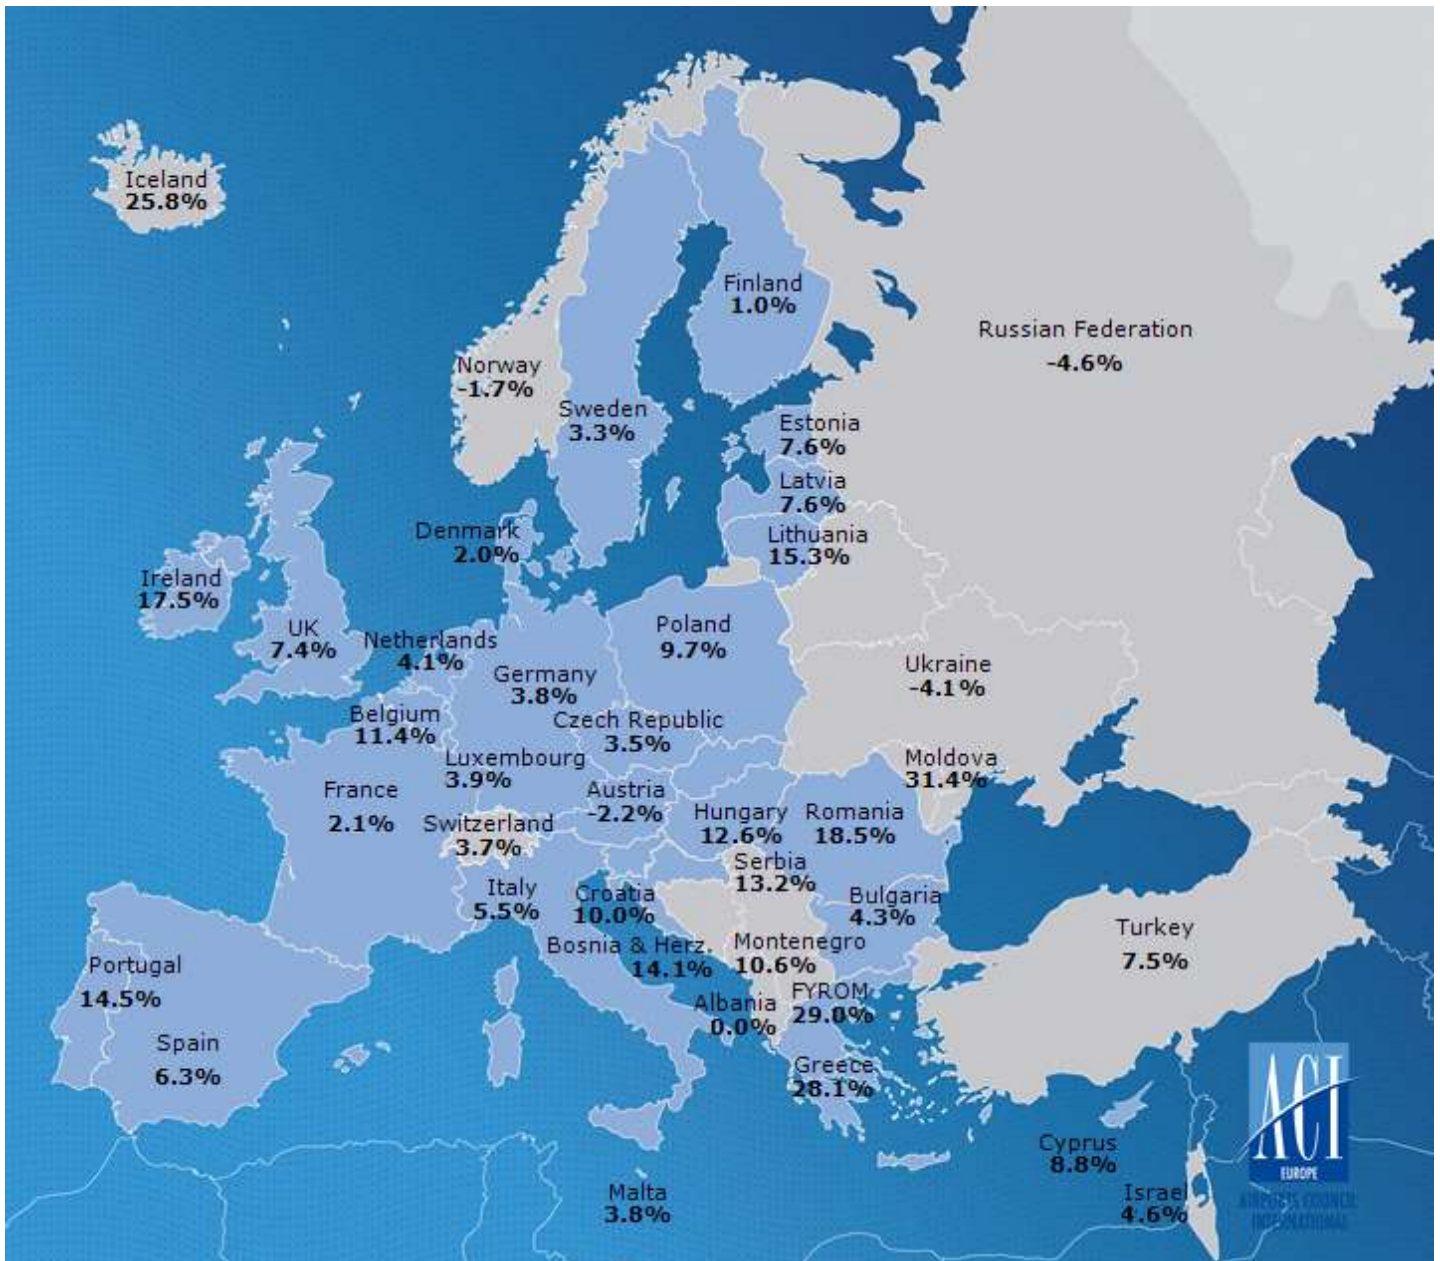 Iceland
25.8%
Finland
1.0%
Russian Federation
-4.6%
Norway
-1.7%
Sweden
3.3%
Estonia
7.6%
Latvia
7.6%
Denmark
2.0%
Lithuania
15.3%
Ireland
17.5%
UK
7.4%
Netherlands
4.1%
Poland
9.7%
Germany
3.8%
Ukraine
-4.1%
Belgium
11.4%
Czech Republic
3.5%
Luxembourg
3.9%
Moldova
31.4%
France
2.1%
Austria
-2.2%
Switzerland
3.7%
Hungary
12.6%
Romania
18.5%
Serbia
13.2%
Italy
5.5%
Croatia
10.0%
Bulgaria
4.3%
Turkey
7.5%
Bosnia & Herz.
14.1%
Montenegro
10.6%
Portugal
14.5%
Albania
0.0%
FYROM
29.0%
Spain
6.3%
Greece
28.1%
Cyprus
8.8%
Malta
3.8%
Israel
4.6%
ACI
EUROPE
AIRPORTS COUNCIL
INTERNATIONAL